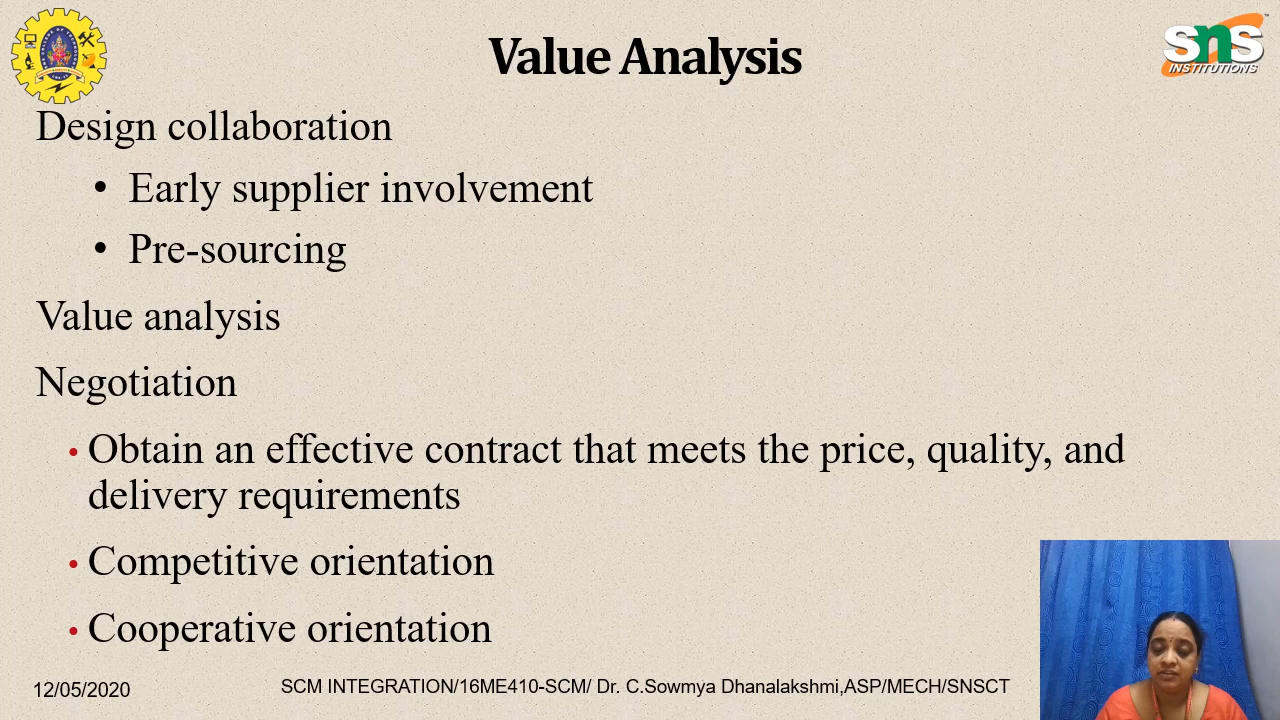 Value Analysis
SNS
INSTITUTIONS
Design collaboration
• Early supplier involvement
• Pre-sourcing
Value analysis
Negotiation
• Obtain an effective contract that meets the price, quality, and
delivery requirements
• Competitive orientation
• Cooperative orientation
12/05/2020
SCM INTEGRATION/16ME410-SCM/ Dr. C.Sowmya Dhanalakshmi,ASP/MECH/SNSCT